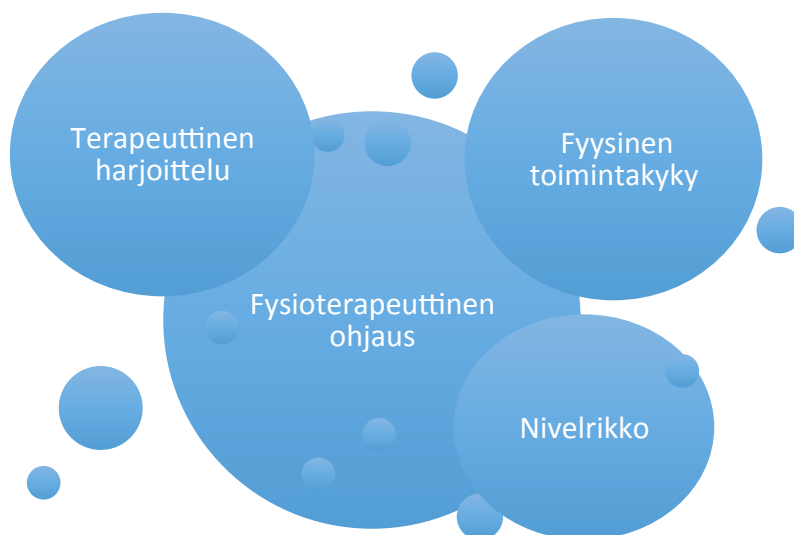 Terapeuttinen
harjoittelu
Fyysinen
toimintakyky
Fysioterapeuttinen
ohjaus
Nivelrikko